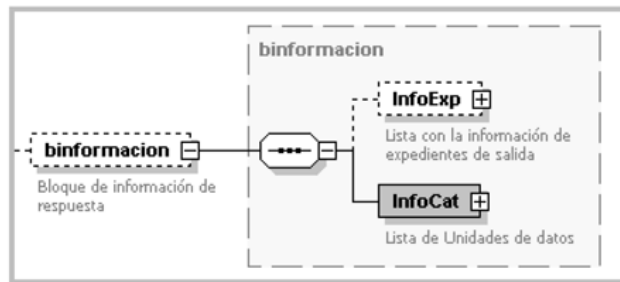 binformacion
InfoExp
Lista con la información de
expedientes de salida
binformacion
Bloque de información de
respuesta
InfoCat
Lista de Unidades de datos